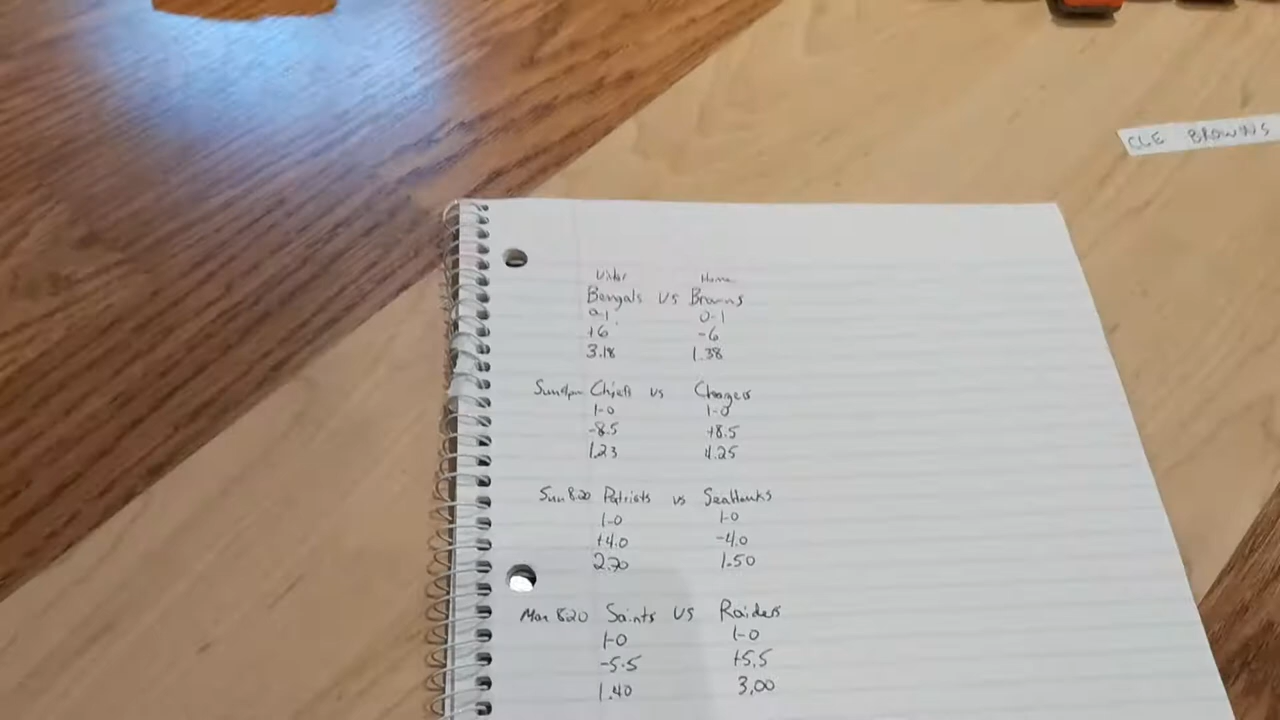 CLE BROWNS
Visitor Home
Bengals vs Browns
0-1 0-1
+6 -6
3.18 1.38
Sun 4pm Chiefs vs Chargers
1-0 1-0
-8.5 +8.5
1.23 4.25
Sun 8:20 Patriots vs SeaHawks
1-0 1-0
+4.0 -4.0
2.70 1.50
Mon 8:20 Saints vs Raiders
1-0 1-0
-5.5 +5.5
1.40 3.00